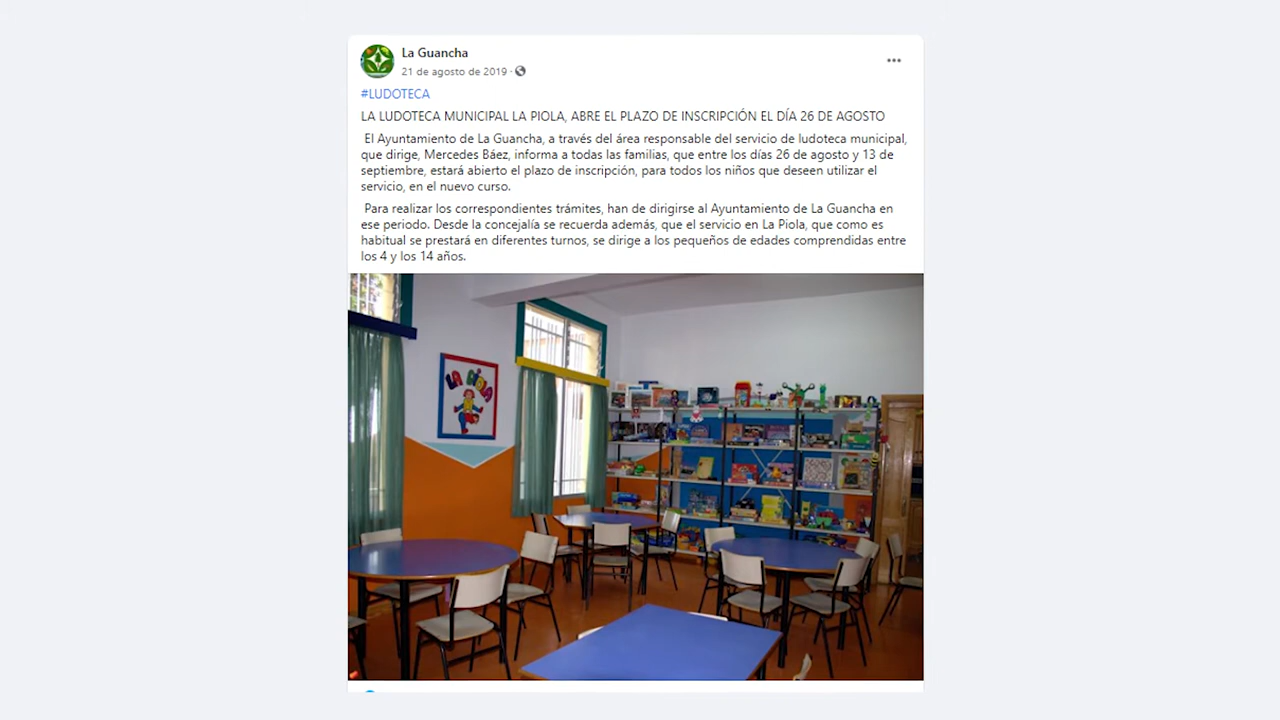 La Guancha
21 de agosto de 2019 ·
#LUDOTECA
LA LUDOTECA MUNICIPAL LA PIOLA, ABRE EL PLAZO DE INSCRIPCIÓN EL DÍA 26 DE AGOSTO
El Ayuntamiento de La Guancha, a través del área responsable del servicio de ludoteca municipal,
que dirige, Mercedes Báez, informa a todas las familias, que entre los días 26 de agosto y 13 de
septiembre, estará abierto el plazo de inscripción, para todos los niños que deseen utilizar el
servicio, en el nuevo curso.
Para realizar los correspondientes trámites, han de dirigirse al Ayuntamiento de La Guancha en
ese periodo. Desde la concejalía se recuerda además, que el servicio en La Piola, que como es
habitual se prestará en diferentes turnos, se dirige a los pequeños de edades comprendidas entre
los 4 y los 14 años.
LA PIOLA